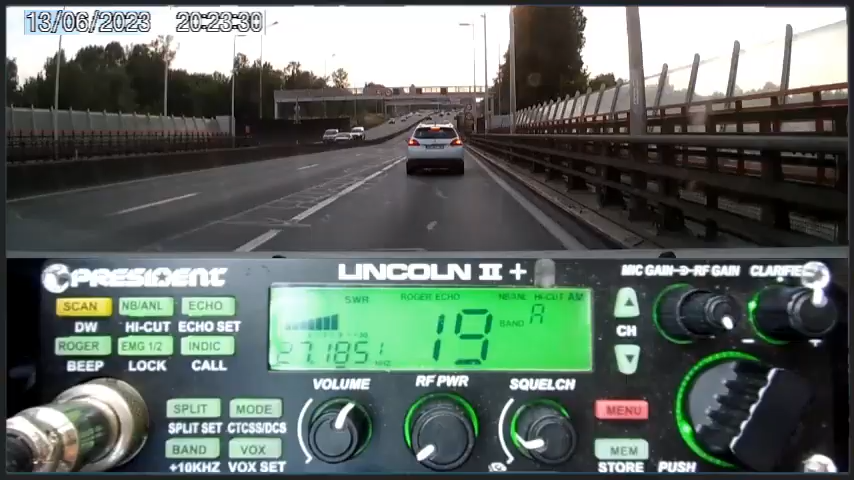 13/06/2023 20:23:30
PRESIDENT LINCOLN II + MIC GAIN RF GAIN CLARIFIER
SCAN NB/ANL ECHO
DW HI-CUT ECHO SET
ROGER EMG 1/2 INDIC
BEEP LOCK CALL
SWR ROGER ECHO NB/ANL HI-CUT AM
19 BAND A
27.185
CH
VOLUME RF PWR SQUELCH
SPLIT MODE
SPLIT SET CTCSS/DCS
BAND VOX
+10KHZ VOX SET
MENU
MEM
STORE PUSH